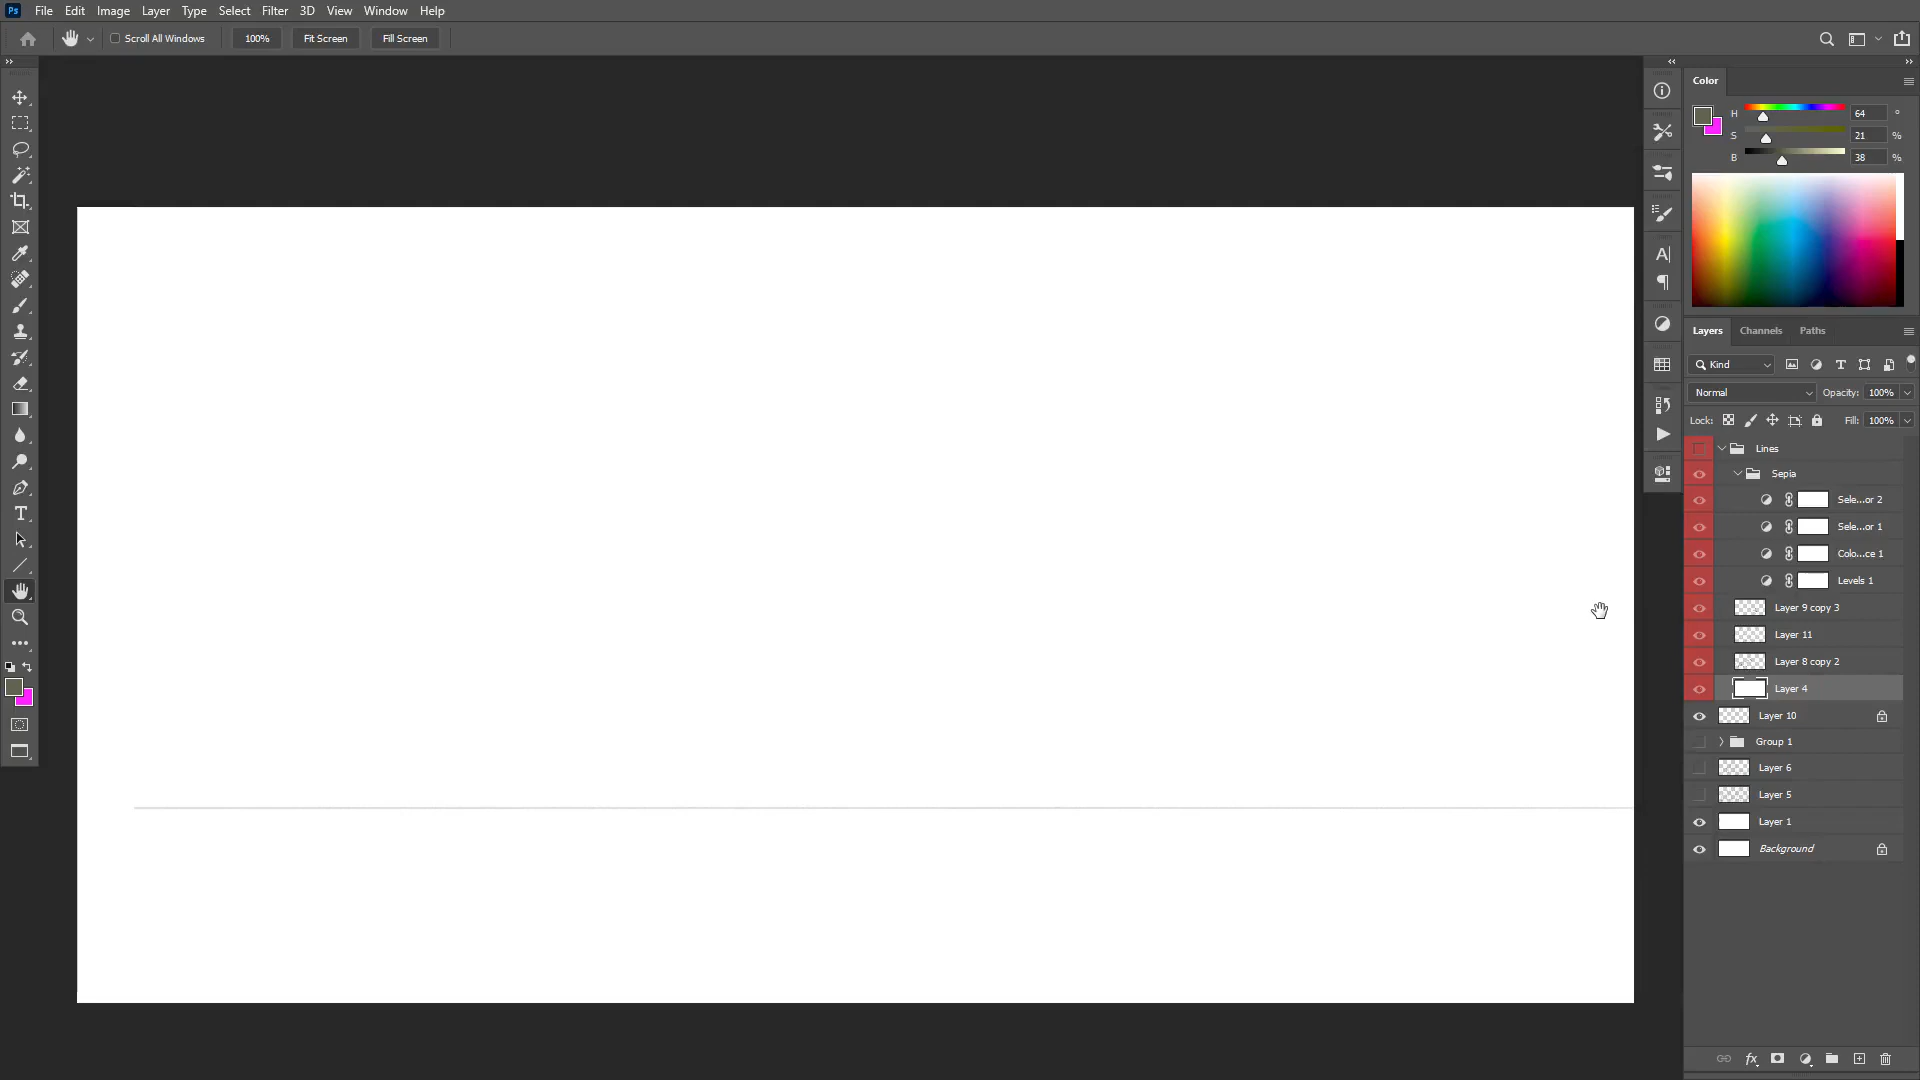 Ps File Edit Image Layer Type Select Filter 3D View Window Help
Scroll All Windows 100% Fit Screen Fill Screen
Color
H 64 °
S 21 %
B 38 %
Layers Channels Paths
Kind
Normal Opacity: 100%
Lock: Fill: 100%
Lines
Sepia
Sele...or 2
Sele...or 1
Colo...ce 1
Levels 1
Layer 9 copy 3
Layer 11
Layer 8 copy 2
Layer 4
Layer 10
Group 1
Layer 6
Layer 5
Layer 1
Background